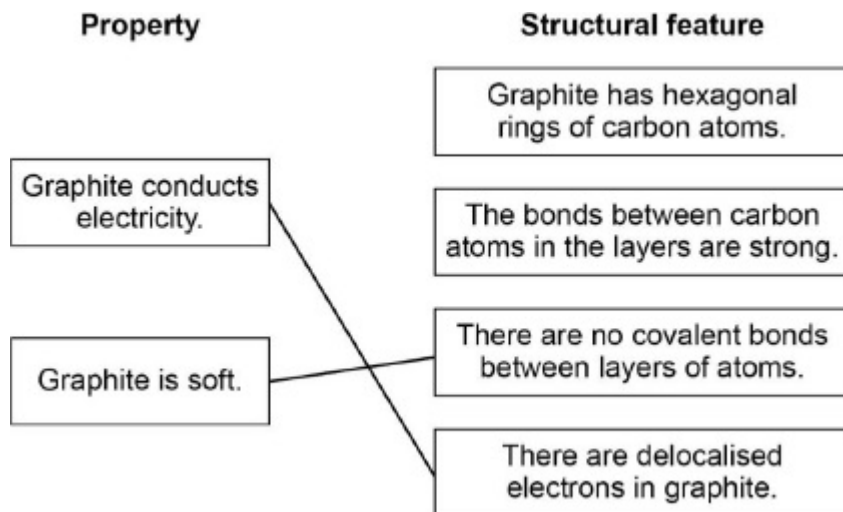 Property
Structural feature
Graphite has hexagonal
rings of carbon atoms.
Graphite conducts
electricity.
The bonds between carbon
atoms in the layers are strong.
There are no covalent bonds
between layers of atoms.
Graphite is soft.
There are delocalised
electrons in graphite.